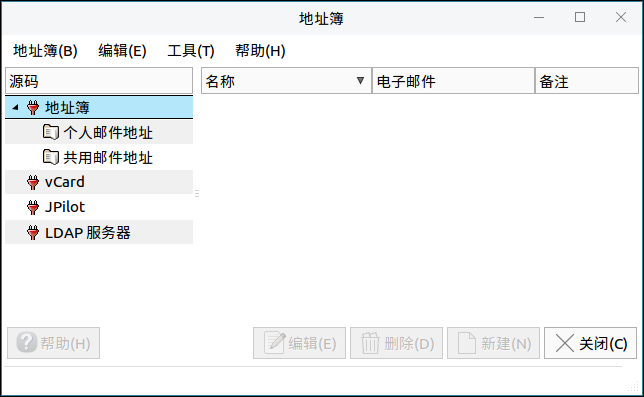 地址簿
地址簿(B) 编辑(E) 工具(T) 帮助(H)
源码 名称 电子邮件 备注
地址簿
个人邮件地址
共用邮件地址
vCard
JPilot
LDAP 服务器
帮助(H) 编辑(E) 删除(D) 新建(N) 关闭(C)